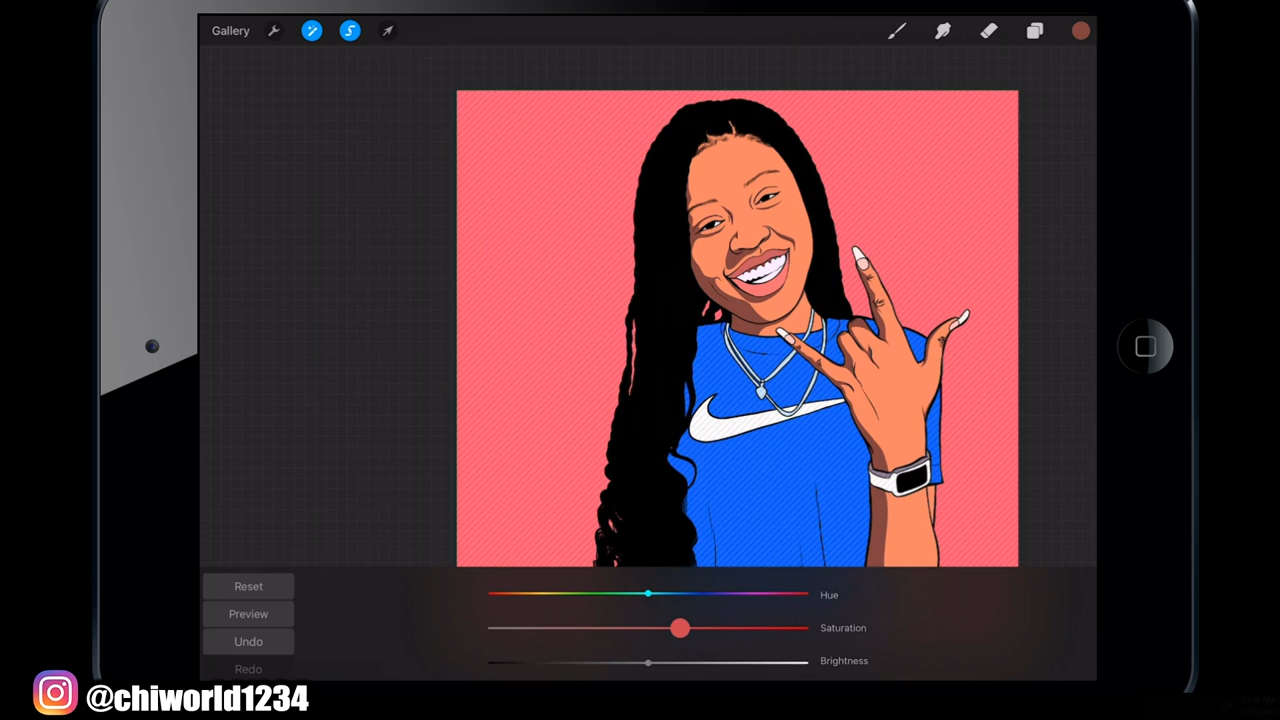 Gallery
Reset
Preview
Undo
Redo
Hue
Saturation
Brightness
@chiworld1234